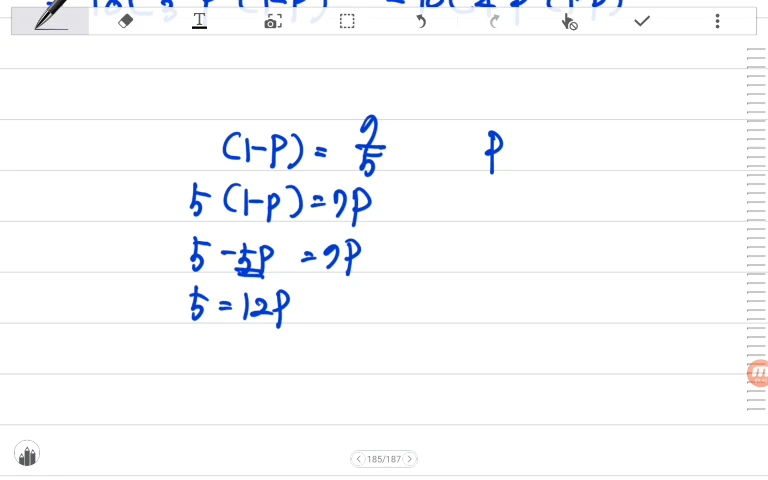 T
(1-P) = 7/5 P
5 (1-P) = 7P
5 - 5P = 7P
5 = 12P
185/187